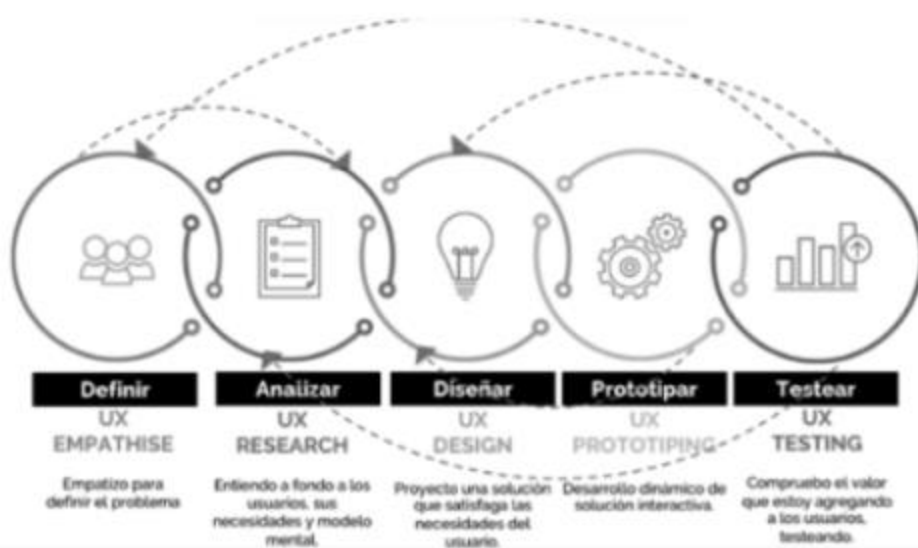 Definir
UX
EMPATHISE
Empatizo para
definir el problema
Analizar
UX
RESEARCH
Entiendo a fondo a los
usuarios, sus
necesidades y modelo
mental.
Diseñar
UX
DESIGN
Proyecto una solución
que satisfaga las
necesidades del
usuario.
Prototipar
UX
PROTOTIPING
Desarrollo dinámico de
solución interactiva.
Testear
UX
TESTING
Compruebo el valor
que estoy agregando
a los usuarios,
testeando.